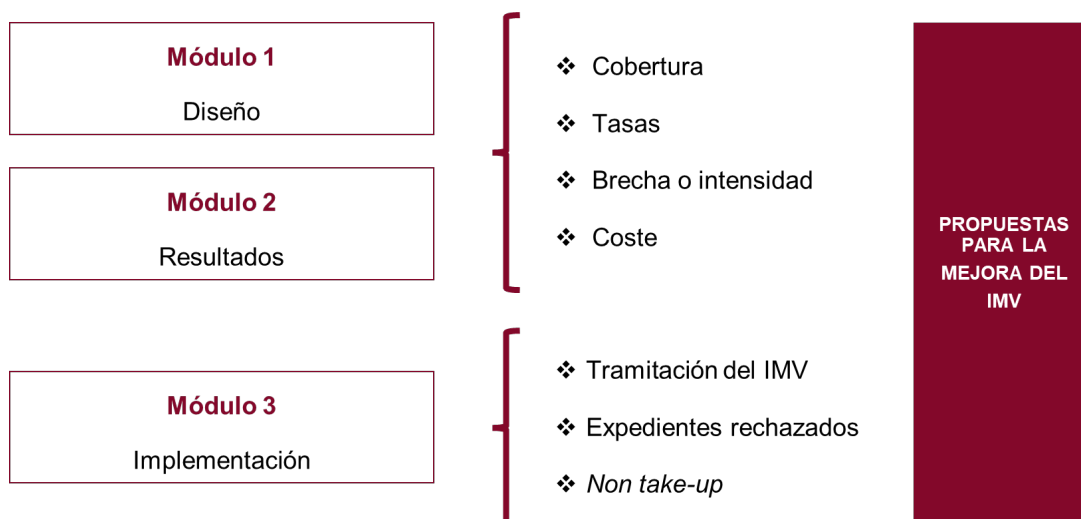 Módulo 1
Diseño
Módulo 2
Resultados
❖ Cobertura
❖ Tasas
❖ Brecha o intensidad
❖ Coste
Módulo 3
Implementación
❖ Tramitación del IMV
❖ Expedientes rechazados
❖ Non take-up
PROPUESTAS
PARA LA
MEJORA DEL
IMV